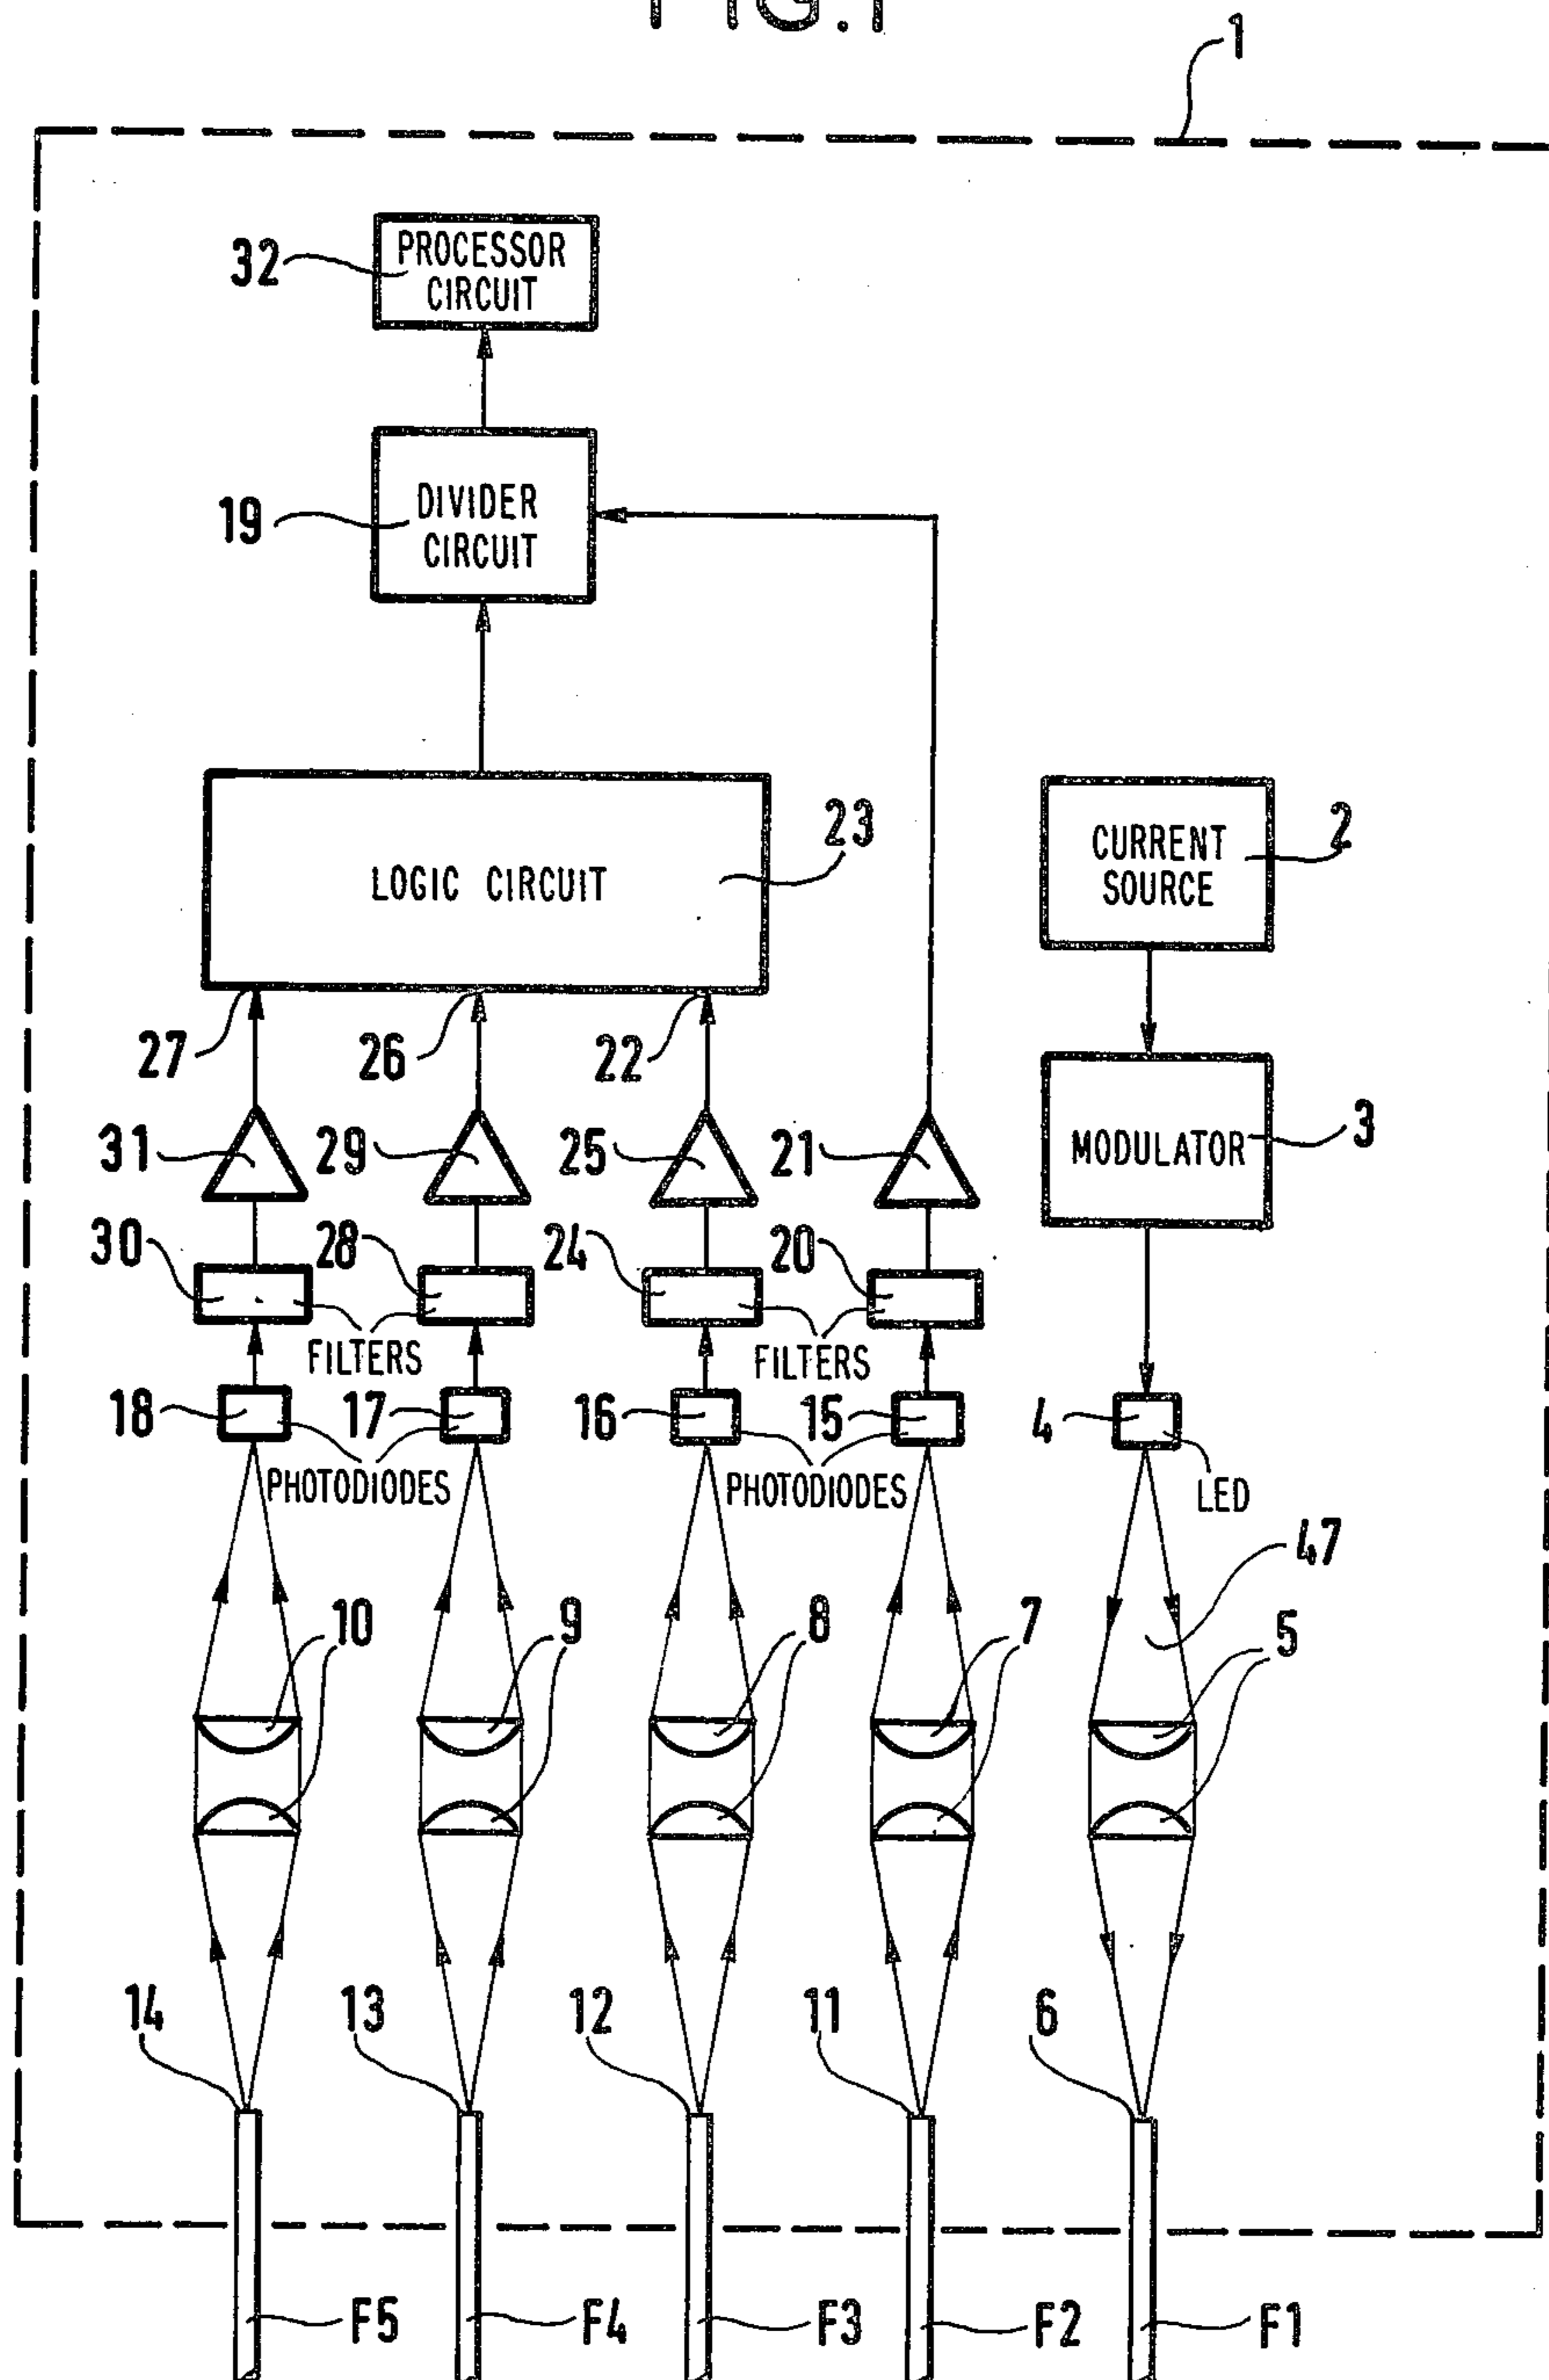 FIG.1
1
32
PROCESSOR
CIRCUIT
19
DIVIDER
CIRCUIT
23
LOGIC CIRCUIT
CURRENT
SOURCE
2
27
26
22
MODULATOR
3
31
29
25
21
30
28
24
20
FILTERS
FILTERS
18
17
16
15
4
PHOTODIODES
PHOTODIODES
LED
47
10
9
8
7
5
14
13
12
11
6
F5
F4
F3
F2
F1